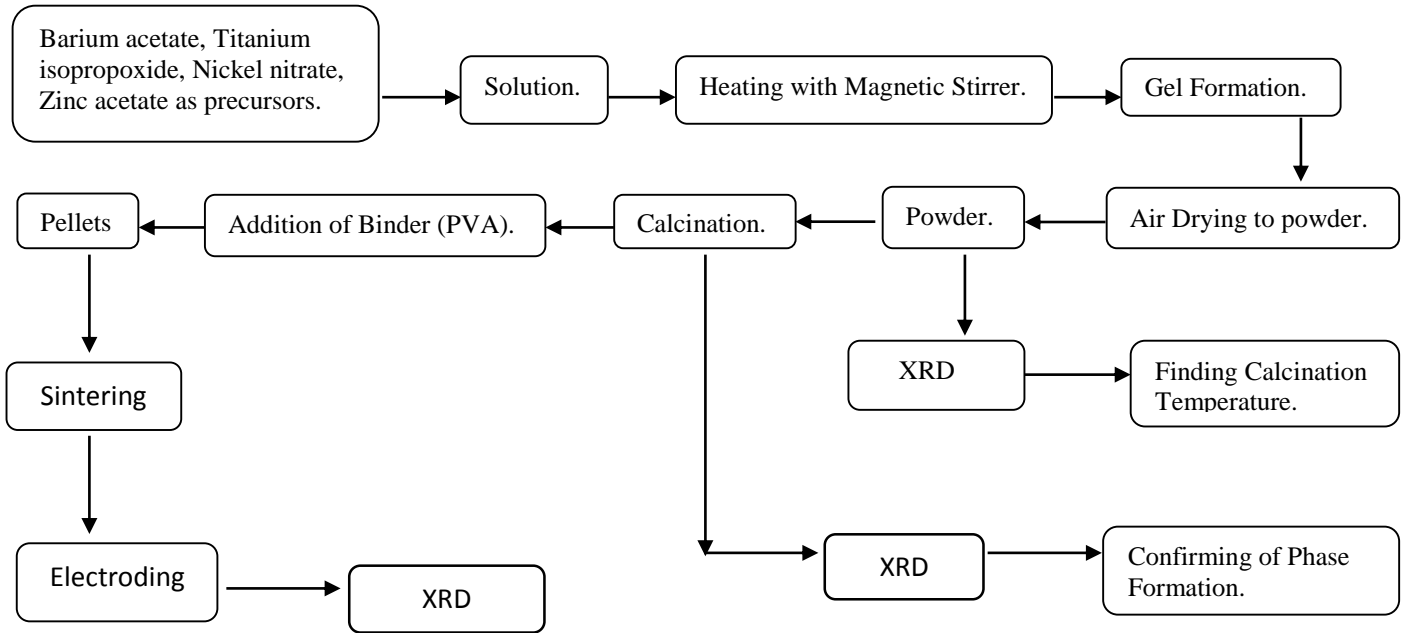 Barium acetate, Titanium
isopropoxide, Nickel nitrate,
Zinc acetate as precursors.
Solution.
Heating with Magnetic Stirrer.
Gel Formation.
Air Drying to powder.
Powder.
Calcination.
Addition of Binder (PVA).
Pellets
XRD
Finding Calcination
Temperature.
Sintering
XRD
Confirming of Phase
Formation.
Electroding
XRD